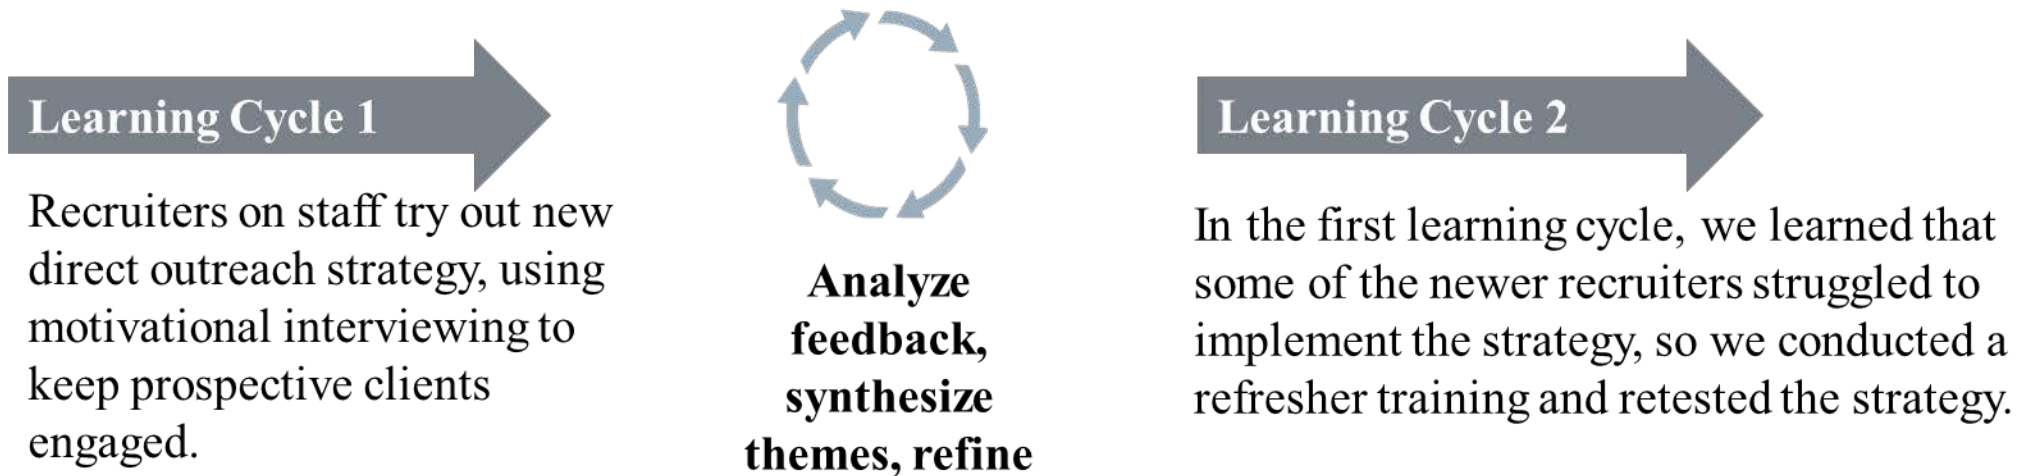 Learning Cycle 1
Recruiters on staff try out new
direct outreach strategy, using
motivational interviewing to
keep prospective clients
engaged.
Analyze
feedback,
synthesize
themes, refine
Learning Cycle 2
In the first learning cycle, we learned that
some of the newer recruiters struggled to
implement the strategy, so we conducted a
refresher training and retested the strategy.